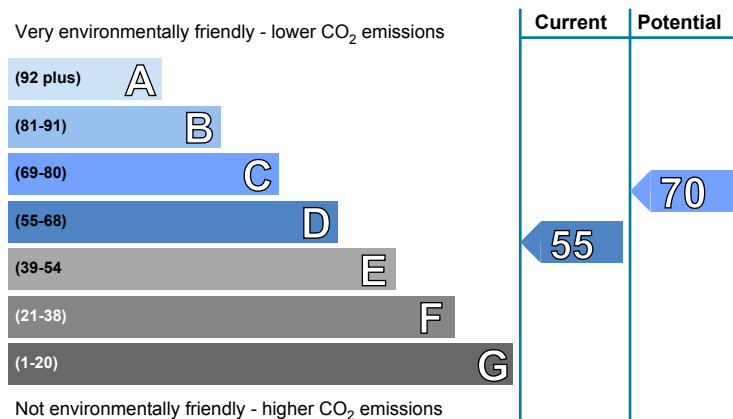 Current Potential
Very environmentally friendly - lower CO2 emissions
(92 plus) A
(81-91) B
(69-80) C
70
(55-68) D
55
(39-54 E
(21-38) F
(1-20) G
Not environmentally friendly - higher CO2 emissions